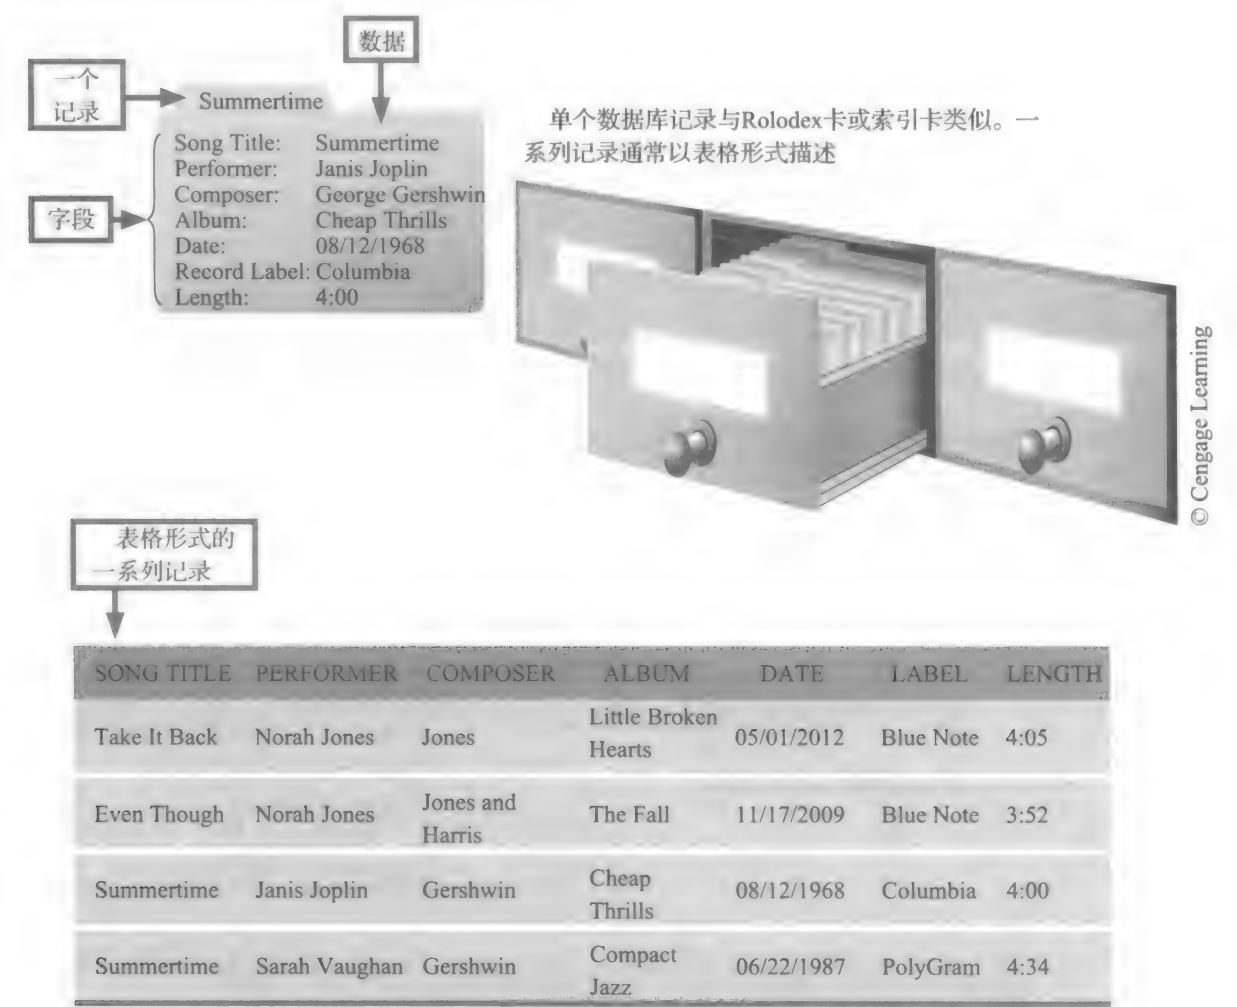 数据
一个
记录
Summertime
Song Title: Summertime
Performer: Janis Joplin
Composer: George Gershwin
Album: Cheap Thrills
Date: 08/12/1968
Record Label: Columbia
Length: 4:00
字段
单个数据库记录与Rolodex卡或索引卡类似。一
系列记录通常以表格形式描述
© Cengage Learning
表格形式的
一系列记录
SONG TITLE PERFORMER COMPOSER ALBUM DATE LABEL LENGTH
Take It Back Norah Jones Jones Little Broken Hearts 05/01/2012 Blue Note 4:05
Even Though Norah Jones Jones and Harris The Fall 11/17/2009 Blue Note 3:52
Summertime Janis Joplin Gershwin Cheap Thrills 08/12/1968 Columbia 4:00
Summertime Sarah Vaughan Gershwin Compact Jazz 06/22/1987 PolyGram 4:34